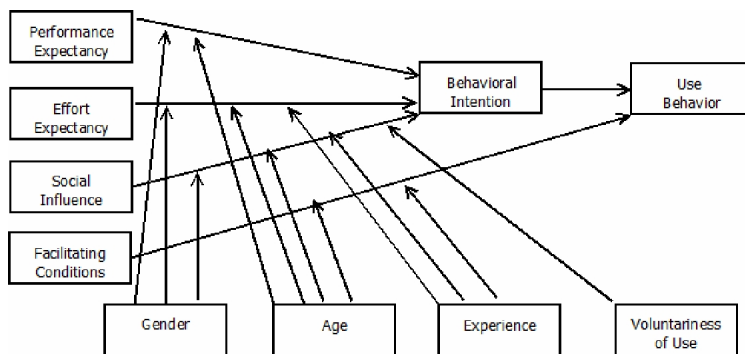 Performance
Expectancy
Effort
Expectancy
Social
Influence
Facilitating
Conditions
Behavioral
Intention
Use
Behavior
Gender
Age
Experience
Voluntariness
of Use